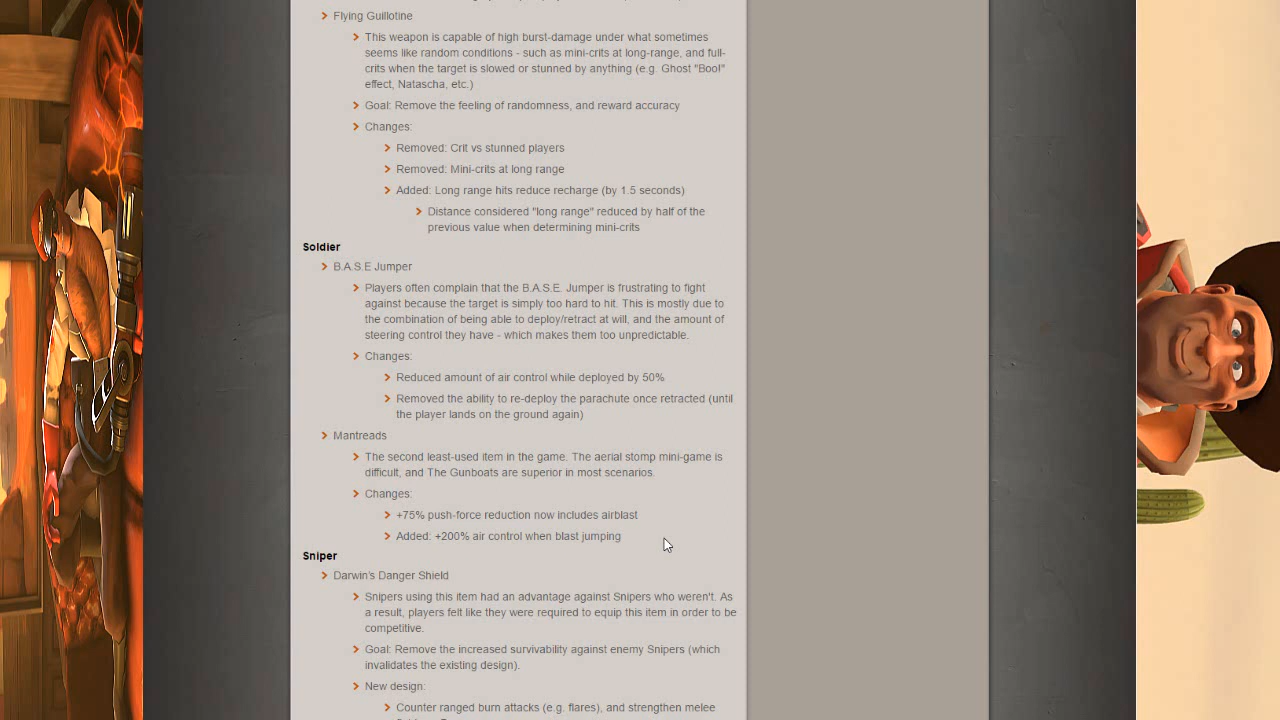 Flying Guillotine
This weapon is capable of high burst-damage under what sometimes
seems like random conditions - such as mini-crits at long-range, and full-
crits when the target is slowed or stunned by anything (e.g. Ghost "Boo!"
effect, Natascha, etc.)
Goal: Remove the feeling of randomness, and reward accuracy
Changes:
Removed: Crit vs stunned players
Removed: Mini-crits at long range
Added: Long range hits reduce recharge (by 1.5 seconds)
Distance considered "long range" reduced by half of the
previous value when determining mini-crits
Soldier
B.A.S.E Jumper
Players often complain that the B.A.S.E. Jumper is frustrating to fight
against because the target is simply too hard to hit. This is mostly due to
the combination of being able to deploy/retract at will, and the amount of
steering control they have - which makes them too unpredictable.
Changes:
Reduced amount of air control while deployed by 50%
Removed the ability to re-deploy the parachute once retracted (until
the player lands on the ground again)
Mantreads
The second least-used item in the game. The aerial stomp mini-game is
difficult, and The Gunboats are superior in most scenarios.
Changes:
+75% push-force reduction now includes airblast
Added: +200% air control when blast jumping
Sniper
Darwin's Danger Shield
Snipers using this item had an advantage against Snipers who weren't. As
a result, players felt like they were required to equip this item in order to be
competitive.
Goal: Remove the increased survivability against enemy Snipers (which
invalidates the existing design).
New design:
Counter ranged burn attacks (e.g. flares), and strengthen melee